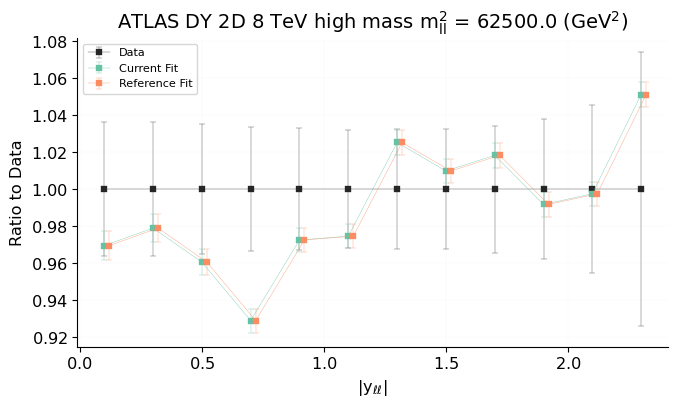 ATLAS DY 2D 8 TeV high mass m²ll = 62500.0 (GeV²)
1.08
1.06
1.04
1.02
1.00
0.98
0.96
0.94
0.92
Ratio to Data
Data
Current Fit
Reference Fit
0.0
0.5
1.0
1.5
2.0
|yℓℓ|